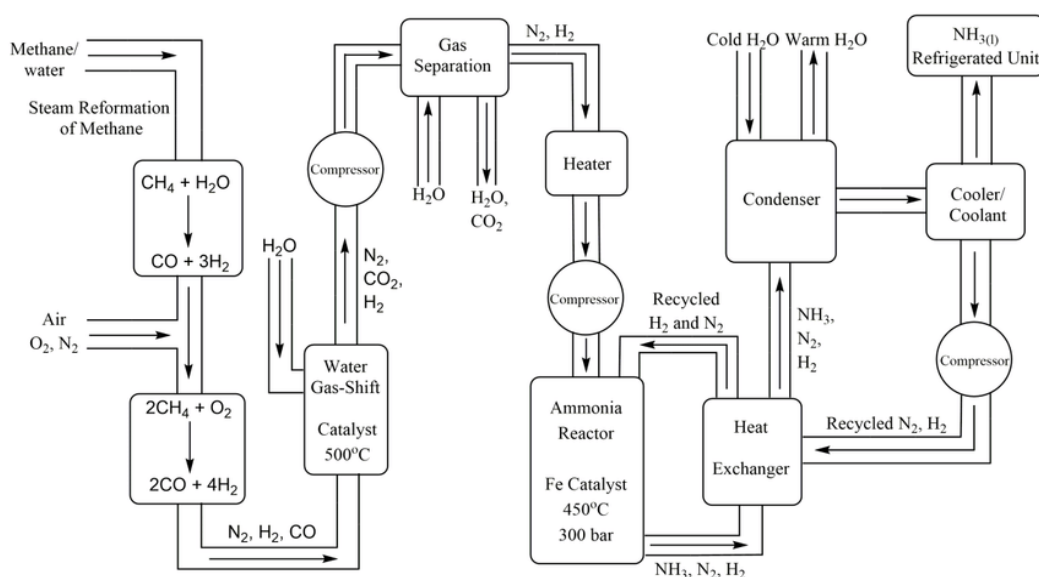 Methane/
water
Steam Reformation
of Methane
CH₄ + H₂O
CO + 3H₂
Air
O₂, N₂
2CH₄ + O₂
2CO + 4H₂
N₂, H₂, CO
H₂O
Water
Gas-Shift
Catalyst
500°C
N₂,
CO₂,
H₂
Compressor
Gas
Separation
H₂O
H₂O,
CO₂
N₂, H₂
Heater
Compressor
Ammonia
Reactor
Fe Catalyst
450°C
300 bar
NH₃, N₂, H₂
Recycled
H₂ and N₂
Heat
Exchanger
NH₃,
N₂,
H₂
Cold H₂O Warm H₂O
Condenser
NH₃₍ₗ₎
Refrigerated Unit
Cooler/
Coolant
Compressor
Recycled N₂, H₂